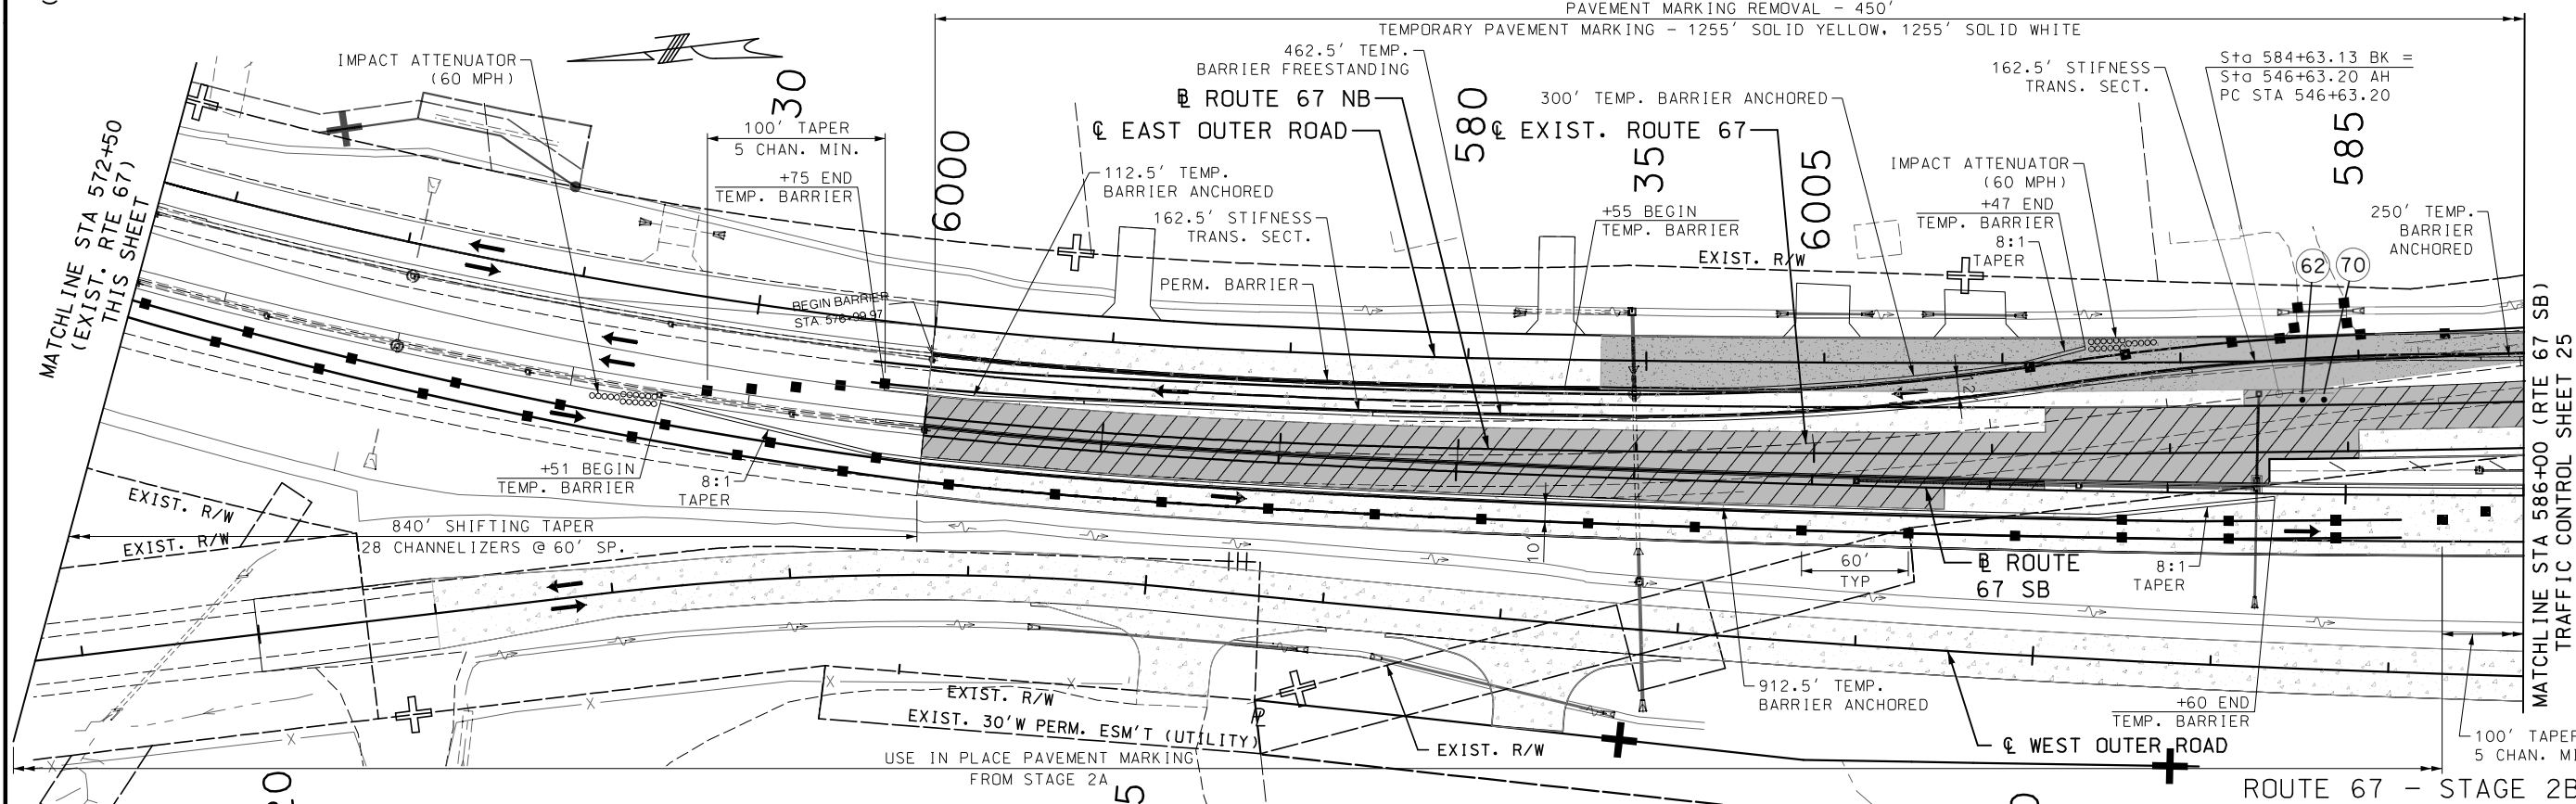 PAVEMENT MARKING REMOVAL - 450'
TEMPORARY PAVEMENT MARKING - 1255' SOLID YELLOW, 1255' SOLID WHITE
IMPACT ATTENUATOR
(60 MPH)
30
100' TAPER
5 CHAN. MIN.
+75 END
TEMP. BARRIER
6000
462.5' TEMP.
BARRIER FREESTANDING
℄ ROUTE 67 NB
℄ EAST OUTER ROAD
112.5' TEMP.
BARRIER ANCHORED
162.5' STIFNESS
TRANS. SECT.
PERM. BARRIER
580
300' TEMP. BARRIER ANCHORED
℄ EXIST. ROUTE 67
35
+55 BEGIN
TEMP. BARRIER
6005
EXIST. R/W
162.5' STIFNESS
TRANS. SECT.
IMPACT ATTENUATOR
(60 MPH)
+47 END
TEMP. BARRIER
8:1
TAPER
Sta 584+63.13 BK =
Sta 546+63.20 AH
PC STA 546+63.20
585
250' TEMP.
BARRIER
ANCHORED
62
70
MATCHLINE STA 572+50
(EXIST. RTE 67)
THIS SHEET
BEGIN BARRIER
STA. 576+99.97
2'
+51 BEGIN
TEMP. BARRIER
8:1
TAPER
EXIST. R/W
EXIST. R/W
840' SHIFTING TAPER
28 CHANNELIZERS @ 60' SP.
10'
60'
TYP
℄ ROUTE
67 SB
8:1
TAPER
912.5' TEMP.
BARRIER ANCHORED
+60 END
TEMP. BARRIER
EXIST. R/W
EXIST. 30'W PERM. ESM'T (UTILITY)
EXIST. R/W
℄ WEST OUTER ROAD
USE IN PLACE PAVEMENT MARKING
FROM STAGE 2A
100' TAPER
5 CHAN. MI
MATCHLINE STA 586+00 (RTE 67 SB)
TRAFFIC CONTROL SHEET 25
20
5
0
ROUTE 67 - STAGE 2B